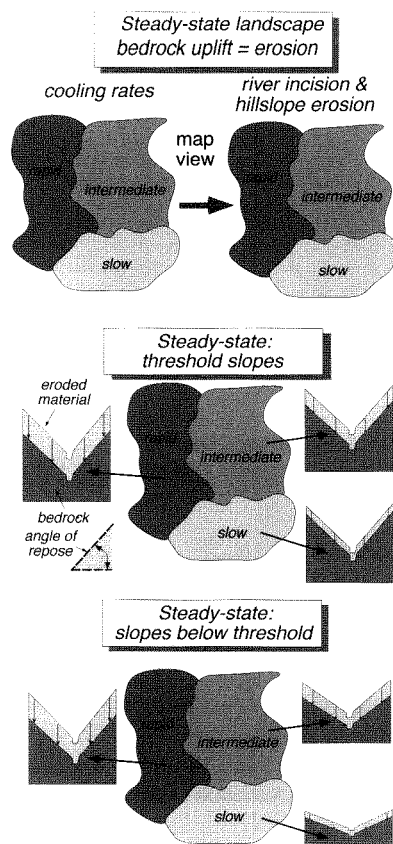 Steady-state landscape
bedrock uplift = erosion
cooling rates
river incision &
hillslope erosion
map
view
rapid
intermediate
slow
rapid
intermediate
slow
Steady-state:
threshold slopes
eroded
material
rapid
intermediate
slow
bedrock
angle of
repose
Steady-state:
slopes below threshold
intermediate
slow